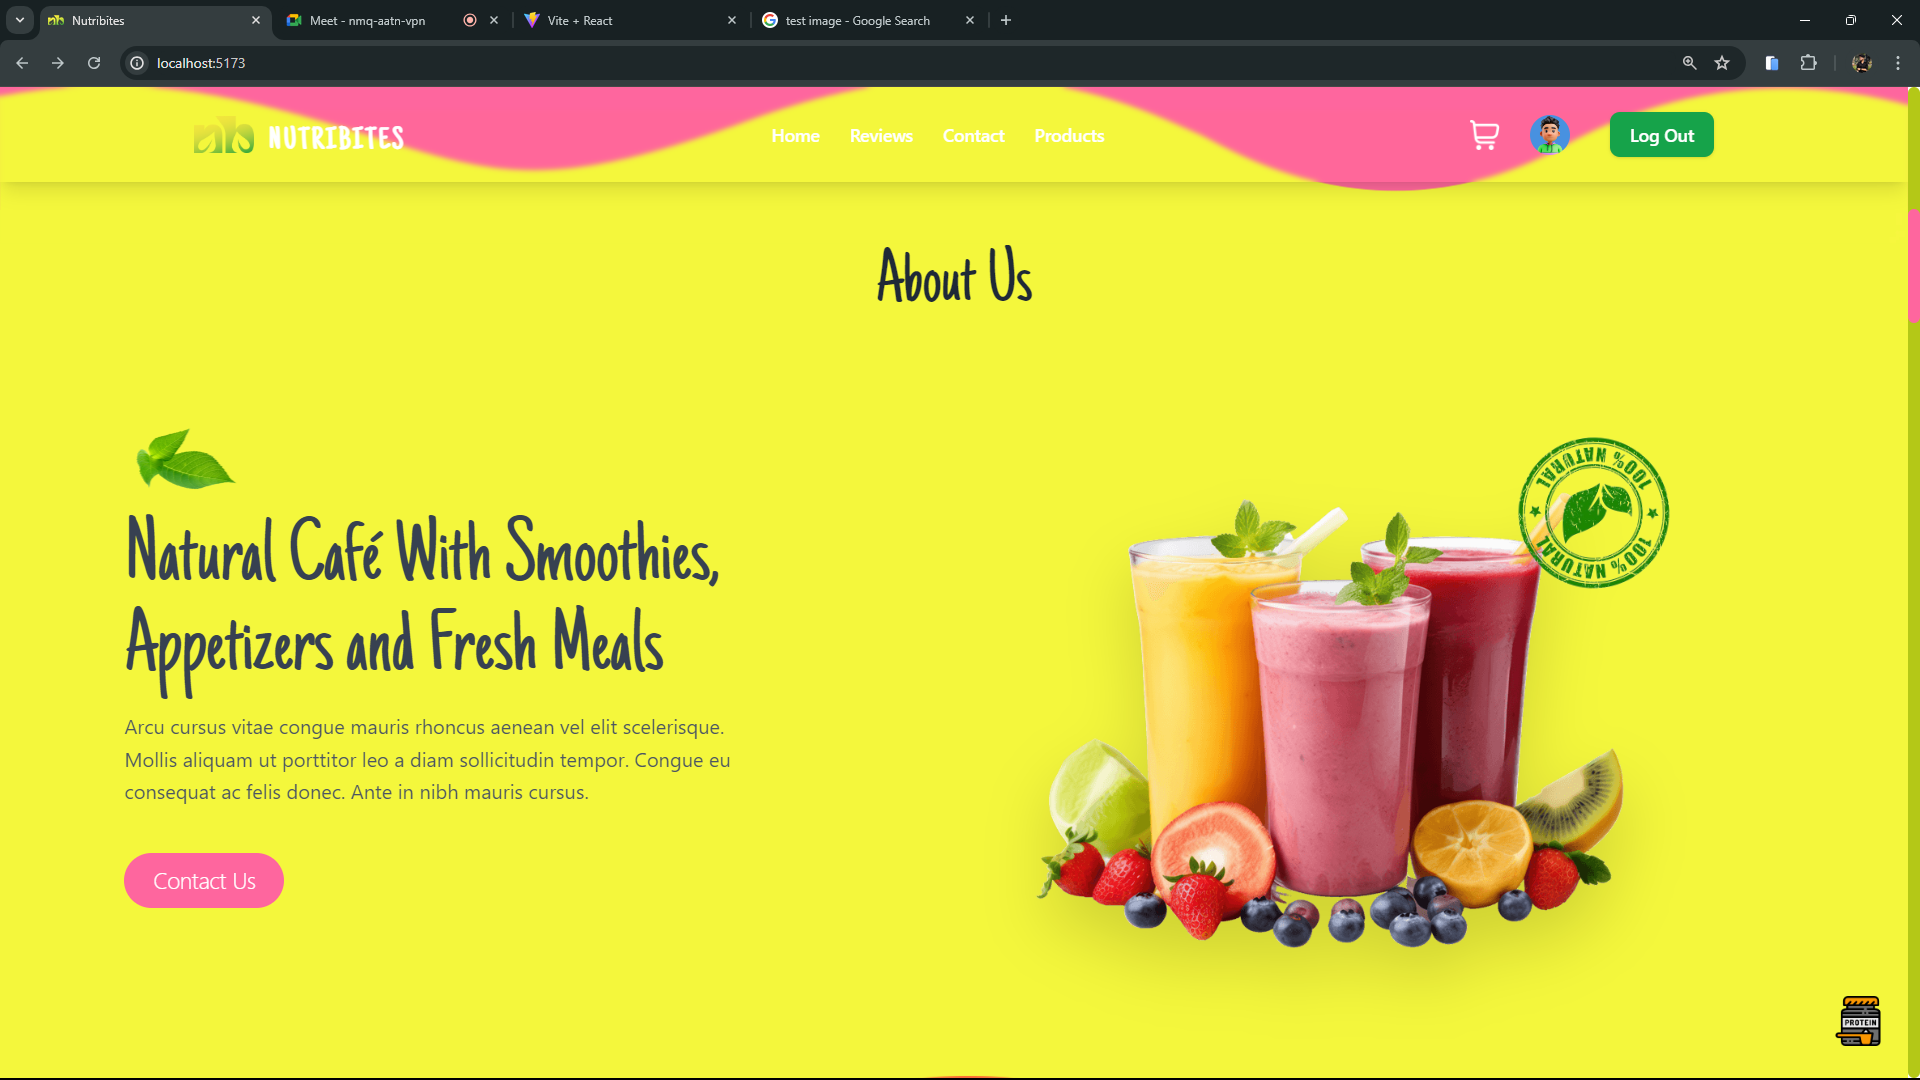 Nutribites
Meet - nmq-aatn-vpn
Vite + React
test image - Google Search
localhost:5173
nb NUTRIBITES
Home
Reviews
Contact
Products
Log Out
About Us
100% NATURAL
100% NATURAL
Natural Café With Smoothies,
Appetizers and Fresh Meals
Arcu cursus vitae congue mauris rhoncus aenean vel elit scelerisque.
Mollis aliquam ut porttitor leo a diam sollicitudin tempor. Congue eu
consequat ac felis donec. Ante in nibh mauris cursus.
Contact Us
PROTEIN